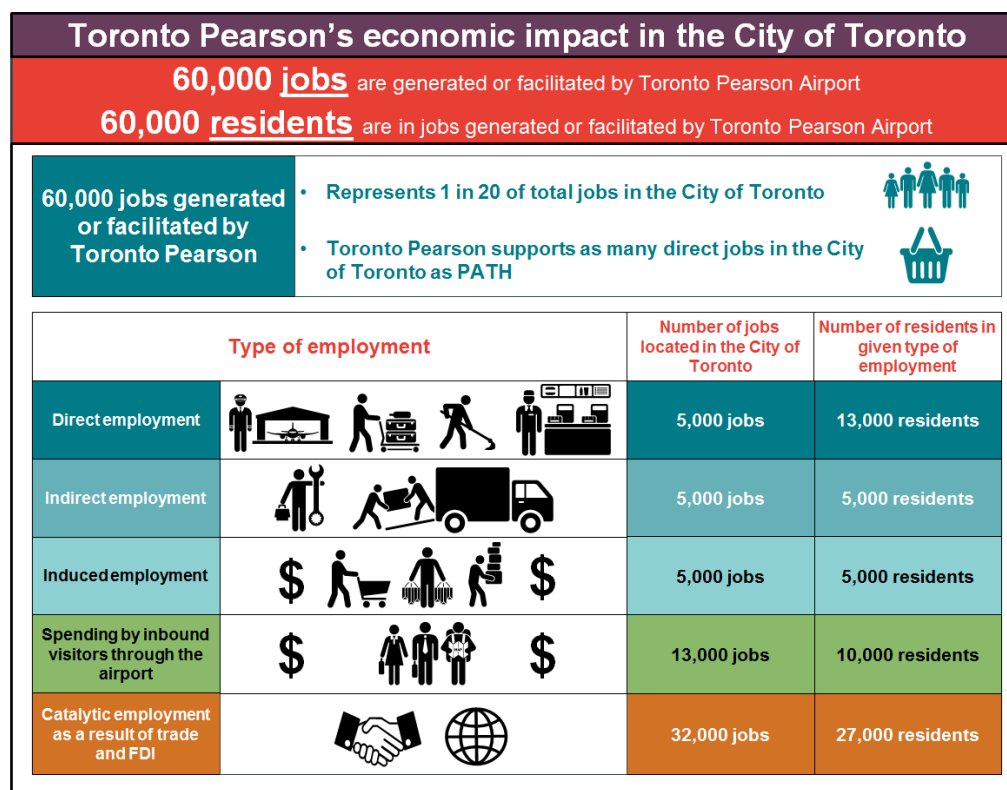 Toronto Pearson's economic impact in the City of Toronto
60,000 jobs are generated or facilitated by Toronto Pearson Airport
60,000 residents are in jobs generated or facilitated by Toronto Pearson Airport
60,000 jobs generated
or facilitated by
Toronto Pearson
• Represents 1 in 20 of total jobs in the City of Toronto
• Toronto Pearson supports as many direct jobs in the City
of Toronto as PATH
Type of employment
Number of jobs
located in the City of
Toronto
Number of residents in
given type of
employment
Direct employment
5,000 jobs
13,000 residents
Indirect employment
5,000 jobs
5,000 residents
Induced employment
$ $
5,000 jobs
5,000 residents
Spending by inbound
visitors through the
airport
$ $
13,000 jobs
10,000 residents
Catalytic employment
as a result of trade
and FDI
32,000 jobs
27,000 residents